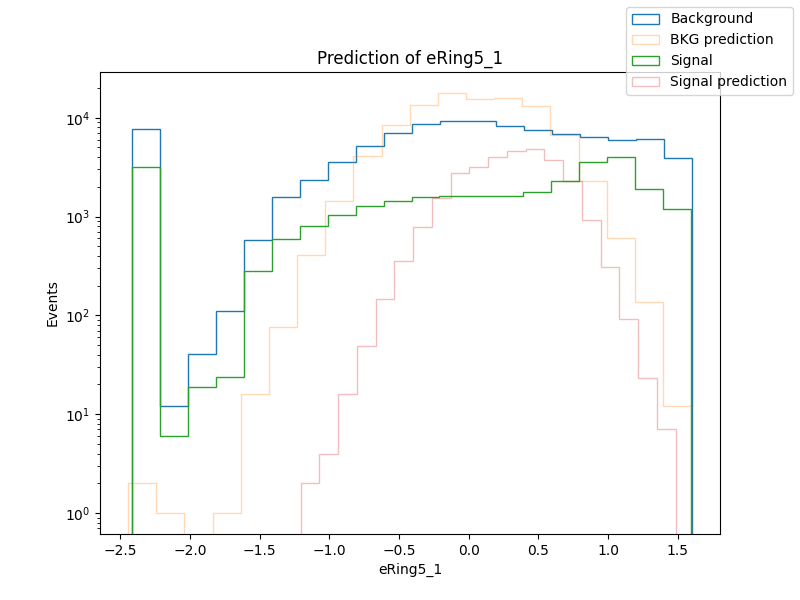 Prediction of eRing5_1
Background
BKG prediction
Signal
Signal prediction
Events
10⁴
10³
10²
10¹
10⁰
−2.5 −2.0 −1.5 −1.0 −0.5 0.0 0.5 1.0 1.5
eRing5_1